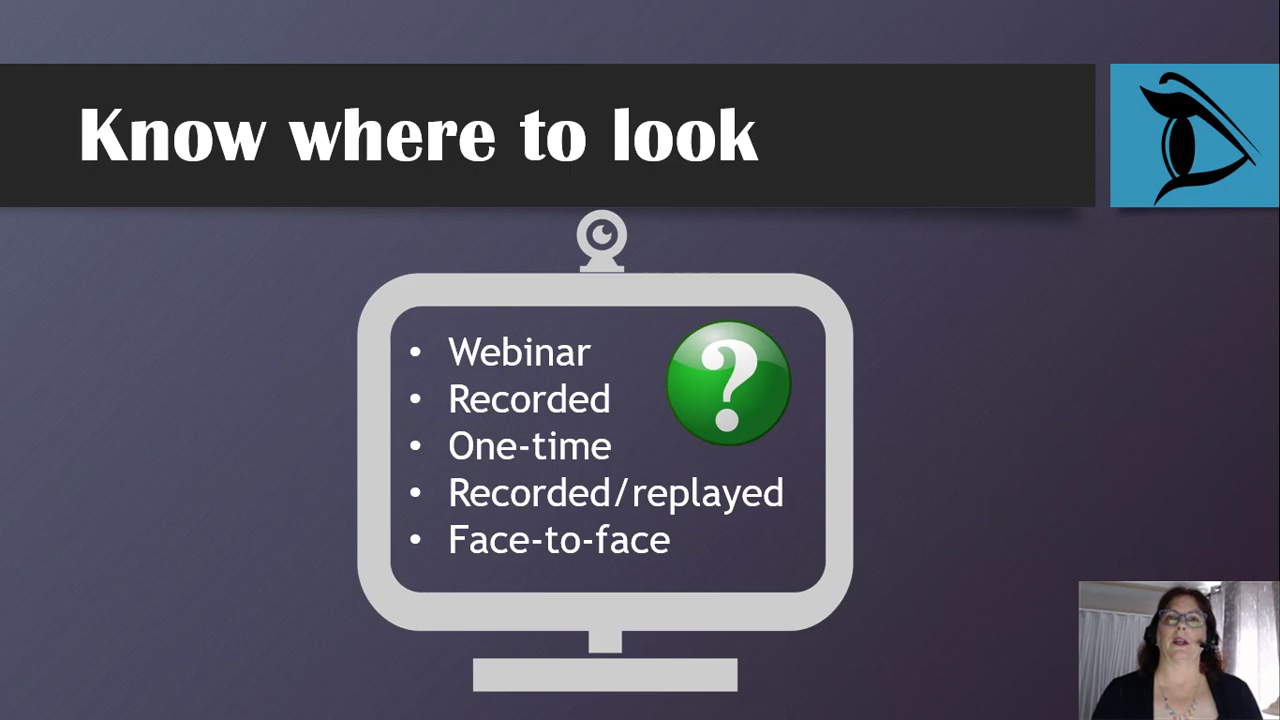 Know where to look
• Webinar
• Recorded
• One-time
• Recorded/replayed
• Face-to-face
?